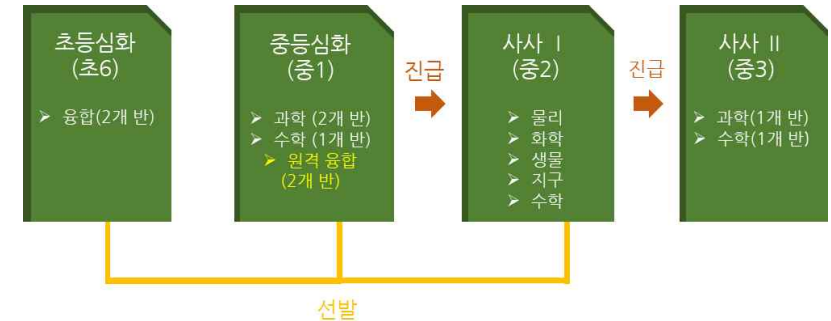 초등심화
(초6)
➢ 융합(2개 반)
중등심화
(중1)
➢ 과학 (2개 반)
➢ 수학 (1개 반)
➢ 원격 융합
(2개 반)
진급
사사 Ⅰ
(중2)
➢ 물리
➢ 화학
➢ 생물
➢ 지구
➢ 수학
진급
사사 Ⅱ
(중3)
➢ 과학(1개 반)
➢ 수학(1개 반)
선발